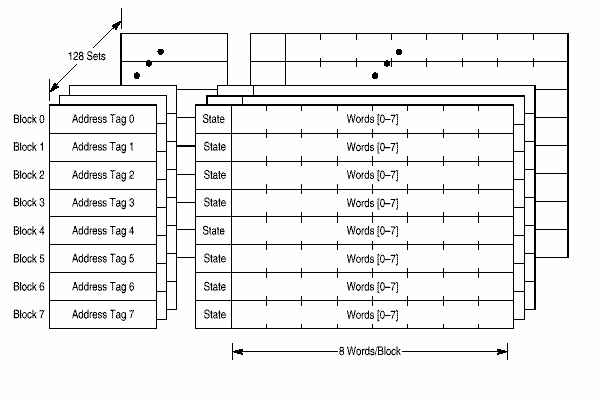 128 Sets
Block 0 Address Tag 0 State Words [0–7]
Block 1 Address Tag 1 State Words [0–7]
Block 2 Address Tag 2 State Words [0–7]
Block 3 Address Tag 3 State Words [0–7]
Block 4 Address Tag 4 State Words [0–7]
Block 5 Address Tag 5 State Words [0–7]
Block 6 Address Tag 6 State Words [0–7]
Block 7 Address Tag 7 State Words [0–7]
8 Words/Block